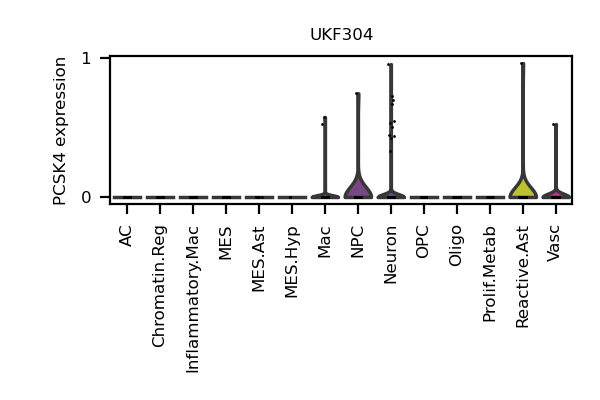 UKF304
PCSK4 expression
1
0
AC
Chromatin.Reg
Inflammatory.Mac
MES
MES.Ast
MES.Hyp
Mac
NPC
Neuron
OPC
Oligo
Prolif.Metab
Reactive.Ast
Vasc